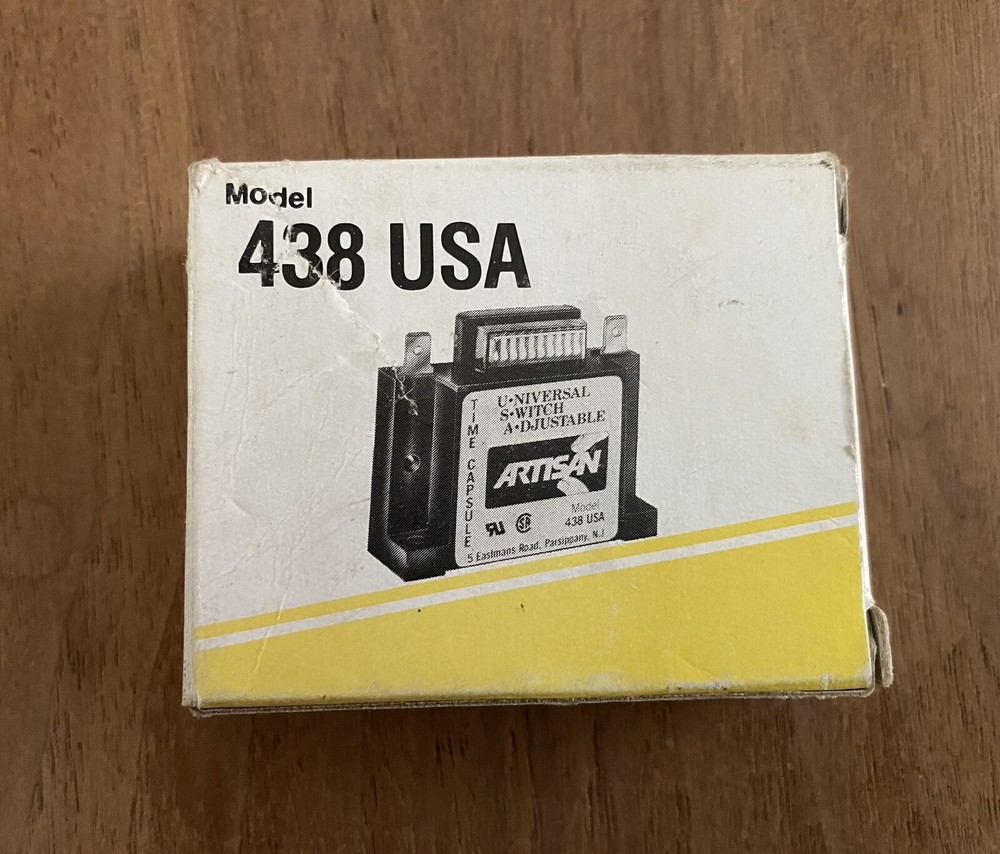 Model
438 USA
TIME CAPSULE
U•NIVERSAL
S•WITCH
A•DJUSTABLE
ARTISAN
Model
438 USA
5 Eastmans Road, Parsippany, N.J.